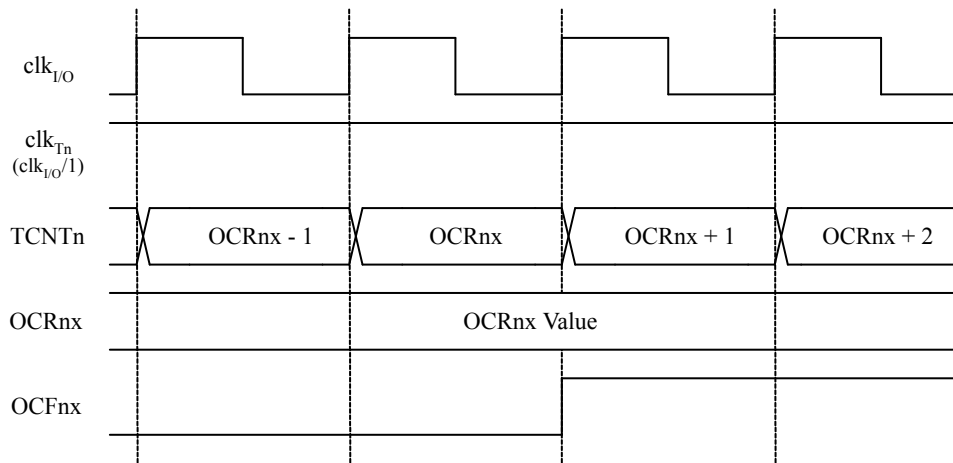 clkI/O
clkTn
(clkI/O/1)
TCNTn
OCRnx - 1
OCRnx
OCRnx + 1
OCRnx + 2
OCRnx
OCRnx Value
OCFnx